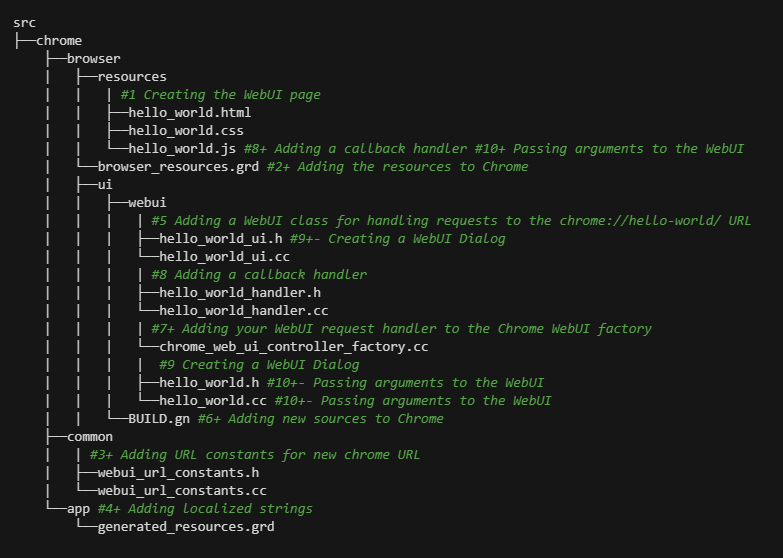 src
├──chrome
    ├──browser
    |   ├──resources
    |   |   | #1 Creating the WebUI page
    |   |   ├──hello_world.html
    |   |   ├──hello_world.css
    |   |   └──hello_world.js #8+ Adding a callback handler #10+ Passing arguments to the WebUI
    |   └──browser_resources.grd #2+ Adding the resources to Chrome
    |   ├──ui
    |   |   ├──webui
    |   |   |   | #5 Adding a WebUI class for handling requests to the chrome://hello-world/ URL
    |   |   |   ├──hello_world_ui.h #9+- Creating a WebUI Dialog
    |   |   |   └──hello_world_ui.cc
    |   |   |   | #8 Adding a callback handler
    |   |   |   ├──hello_world_handler.h
    |   |   |   └──hello_world_handler.cc
    |   |   |   | #7+ Adding your WebUI request handler to the Chrome WebUI factory
    |   |   |   └──chrome_web_ui_controller_factory.cc
    |   |   |   |  #9 Creating a WebUI Dialog
    |   |   |   ├──hello_world.h #10+- Passing arguments to the WebUI
    |   |   |   └──hello_world.cc #10+- Passing arguments to the WebUI
    |   |   └──BUILD.gn #6+ Adding new sources to Chrome
    ├──common
    |   | #3+ Adding URL constants for new chrome URL
    |   ├──webui_url_constants.h
    |   └──webui_url_constants.cc
    └──app #4+ Adding localized strings
        └──generated_resources.grd